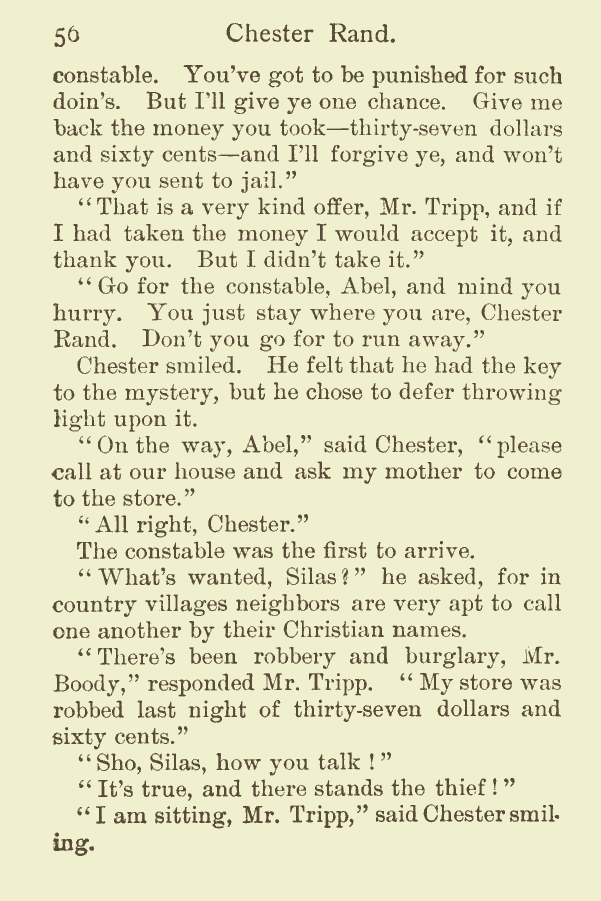 56 Chester Rand.
constable. You've got to be punished for such
doin's. But I'll give ye one chance. Give me
back the money you took—thirty-seven dollars
and sixty cents—and I'll forgive ye, and won't
have you sent to jail."
"That is a very kind offer, Mr. Tripp, and if
I had taken the money I would accept it, and
thank you. But I didn't take it."
"Go for the constable, Abel, and mind you
hurry. You just stay where you are, Chester
Rand. Don't you go for to run away."
Chester smiled. He felt that he had the key
to the mystery, but he chose to defer throwing
light upon it.
"On the way, Abel," said Chester, "please
call at our house and ask my mother to come
to the store."
"All right, Chester."
The constable was the first to arrive.
"What's wanted, Silas?" he asked, for in
country villages neighbors are very apt to call
one another by their Christian names.
"There's been robbery and burglary, Mr.
Boody," responded Mr. Tripp. "My store was
robbed last night of thirty-seven dollars and
sixty cents."
"Sho, Silas, how you talk!"
"It's true, and there stands the thief!"
"I am sitting, Mr. Tripp," said Chester smil-
ing.